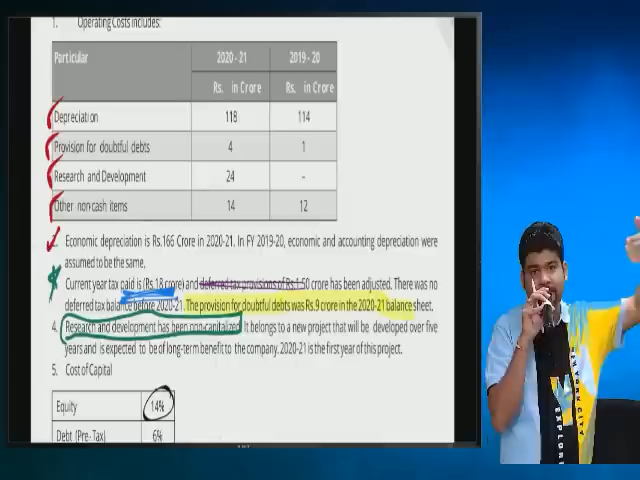 1. Operating Costs includes:
Particular 2020 - 21 2019 - 20
Rs. in Crore Rs. in Crore
Depreciation 118 114
Provision for doubtful debts 4 1
Research and Development 24 -
Other noncash items 14 12
Economic depreciation is Rs.166 Crore in 2020-21. In FY 2019-20, economic and accounting depreciation were
assumed to be the same.
Current year tax paid is (Rs.18 crore) and deferred tax provisions of Rs.1.50 crore has been adjusted. There was no
deferred tax balance before 2020-21. The provision for doubtful debts was Rs.9 crore in the 2020-21 balance sheet.
4. Research and development has been non-capitalized. It belongs to a new project that will be developed over five
years and is expected to be of long-term benefit to the company. 2020-21 is the first year of this project.
5. Cost of Capital
Equity 14%
Debt (Pre-Tax) 6%
EXPLORE
NEW YORK CITY